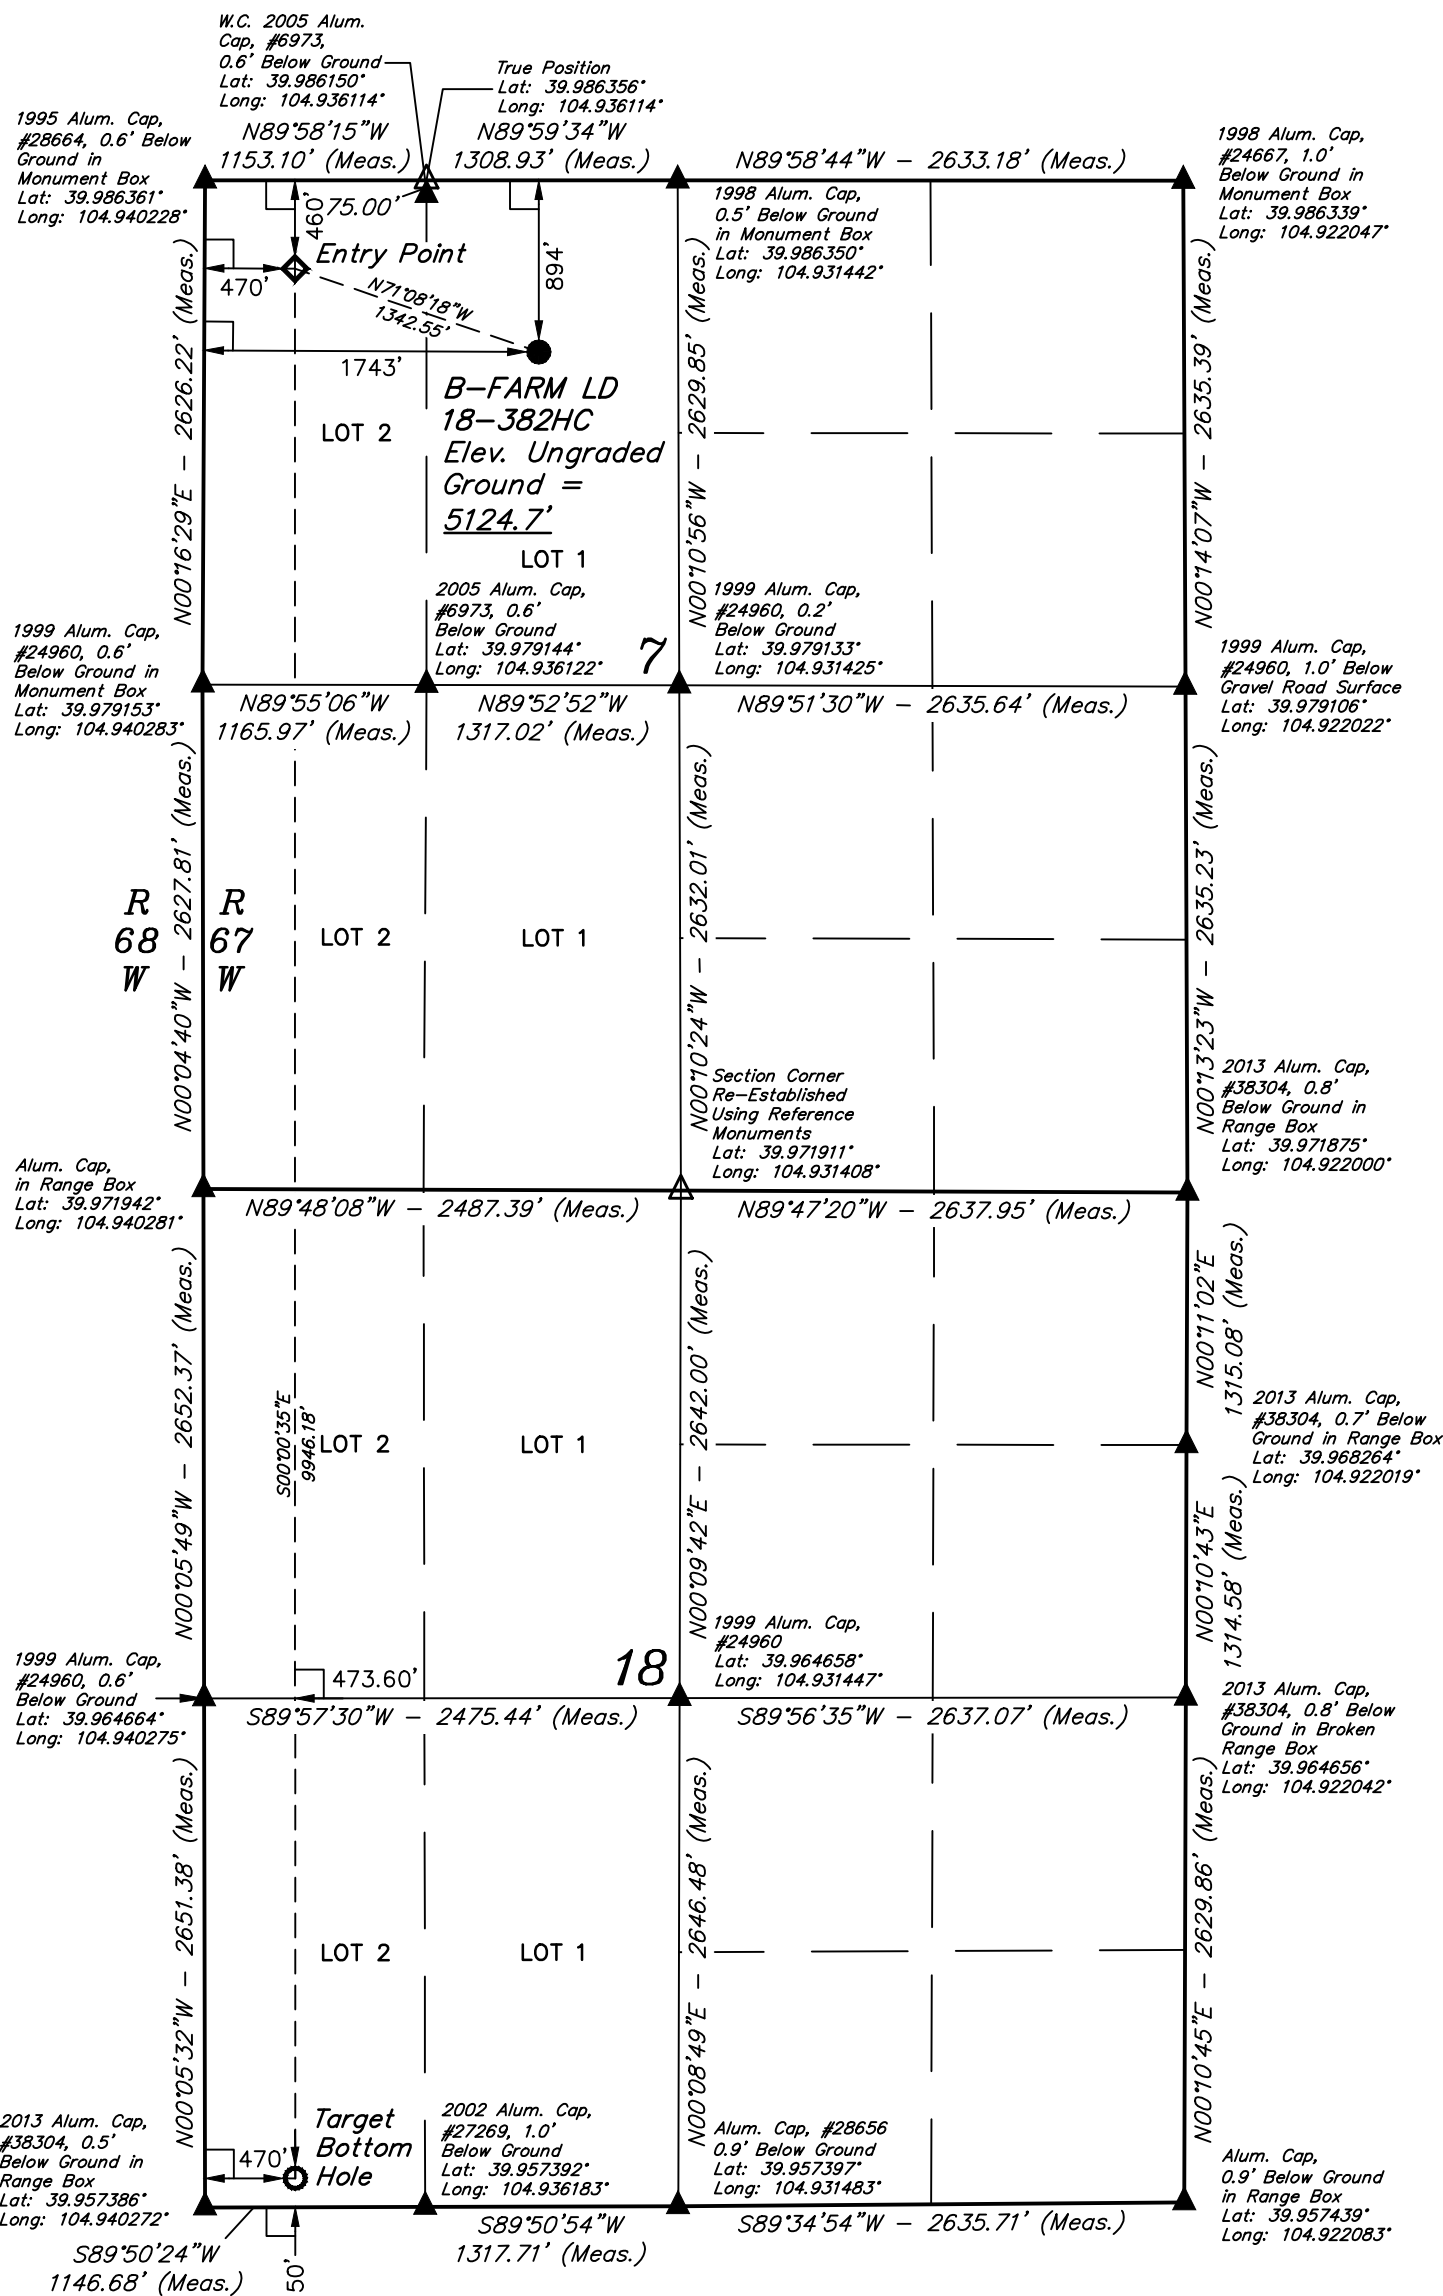 W.C. 2005 Alum.
Cap, #6973,
0.6' Below Ground
Lat: 39.986150°
Long: 104.936114°
True Position
Lat: 39.986356°
Long: 104.936114°
1995 Alum. Cap,
#28664, 0.6' Below
Ground in
Monument Box
Lat: 39.986361°
Long: 104.940228°
N89°58'15"W
1153.10' (Meas.)
N89°59'34"W
1308.93' (Meas.)
N89°58'44"W – 2633.18' (Meas.)
1998 Alum. Cap,
#24667, 1.0'
Below Ground in
Monument Box
Lat: 39.986339°
Long: 104.922047°
1998 Alum. Cap,
0.5' Below Ground
in Monument Box
Lat: 39.986350°
Long: 104.931442°
460'
75.00'
894'
Entry Point
470'
N71°08'18"W
1342.55'
1743'
B–FARM LD
18–382HC
Elev. Ungraded
Ground =
5124.7'
LOT 2
LOT 1
N00°16'29"E – 2626.22' (Meas.)
N00°10'56"W – 2629.85' (Meas.)
N00°14'07"W – 2635.39' (Meas.)
2005 Alum. Cap,
#6973, 0.6'
Below Ground
Lat: 39.979144°
Long: 104.936122°
7
1999 Alum. Cap,
#24960, 0.2'
Below Ground
Lat: 39.979133°
Long: 104.931425°
1999 Alum. Cap,
#24960, 0.6'
Below Ground in
Monument Box
Lat: 39.979153°
Long: 104.940283°
1999 Alum. Cap,
#24960, 1.0' Below
Gravel Road Surface
Lat: 39.979106°
Long: 104.922022°
N89°55'06"W
1165.97' (Meas.)
N89°52'52"W
1317.02' (Meas.)
N89°51'30"W – 2635.64' (Meas.)
N00°04'40"W – 2627.81' (Meas.)
N00°10'24"W – 2632.01' (Meas.)
N00°13'23"W – 2635.23' (Meas.)
R
68
W
R
67
W
LOT 2
LOT 1
Section Corner
Re–Established
Using Reference
Monuments
Lat: 39.971911°
Long: 104.931408°
2013 Alum. Cap,
#38304, 0.8'
Below Ground in
Range Box
Lat: 39.971875°
Long: 104.922000°
Alum. Cap,
in Range Box
Lat: 39.971942°
Long: 104.940281°
N89°48'08"W – 2487.39' (Meas.)
N89°47'20"W – 2637.95' (Meas.)
N00°05'49"W – 2652.37' (Meas.)
N00°09'42"E – 2642.00' (Meas.)
N00°11'02"E
1315.08' (Meas.)
S00°00'35"E
9946.18'
LOT 2
LOT 1
2013 Alum. Cap,
#38304, 0.7' Below
Ground in Range Box
Lat: 39.968264°
Long: 104.922019°
N00°10'43"E
1314.58' (Meas.)
1999 Alum. Cap,
#24960, 0.6'
Below Ground
Lat: 39.964664°
Long: 104.940275°
473.60'
18
1999 Alum. Cap,
#24960
Lat: 39.964658°
Long: 104.931447°
2013 Alum. Cap,
#38304, 0.8' Below
Ground in Broken
Range Box
Lat: 39.964656°
Long: 104.922042°
S89°57'30"W – 2475.44' (Meas.)
S89°56'35"W – 2637.07' (Meas.)
N00°05'32"W – 2651.38' (Meas.)
N00°08'49"E – 2646.48' (Meas.)
N00°10'45"E – 2629.86' (Meas.)
LOT 2
LOT 1
2013 Alum. Cap,
#38304, 0.5'
Below Ground in
Range Box
Lat: 39.957386°
Long: 104.940272°
470'
Target
Bottom
Hole
2002 Alum. Cap,
#27269, 1.0'
Below Ground
Lat: 39.957392°
Long: 104.936183°
Alum. Cap, #28656
0.9' Below Ground
Lat: 39.957397°
Long: 104.931483°
Alum. Cap,
0.9' Below Ground
in Range Box
Lat: 39.957439°
Long: 104.922083°
S89°50'24"W
1146.68' (Meas.)
50'
S89°50'54"W
1317.71' (Meas.)
S89°34'54"W – 2635.71' (Meas.)